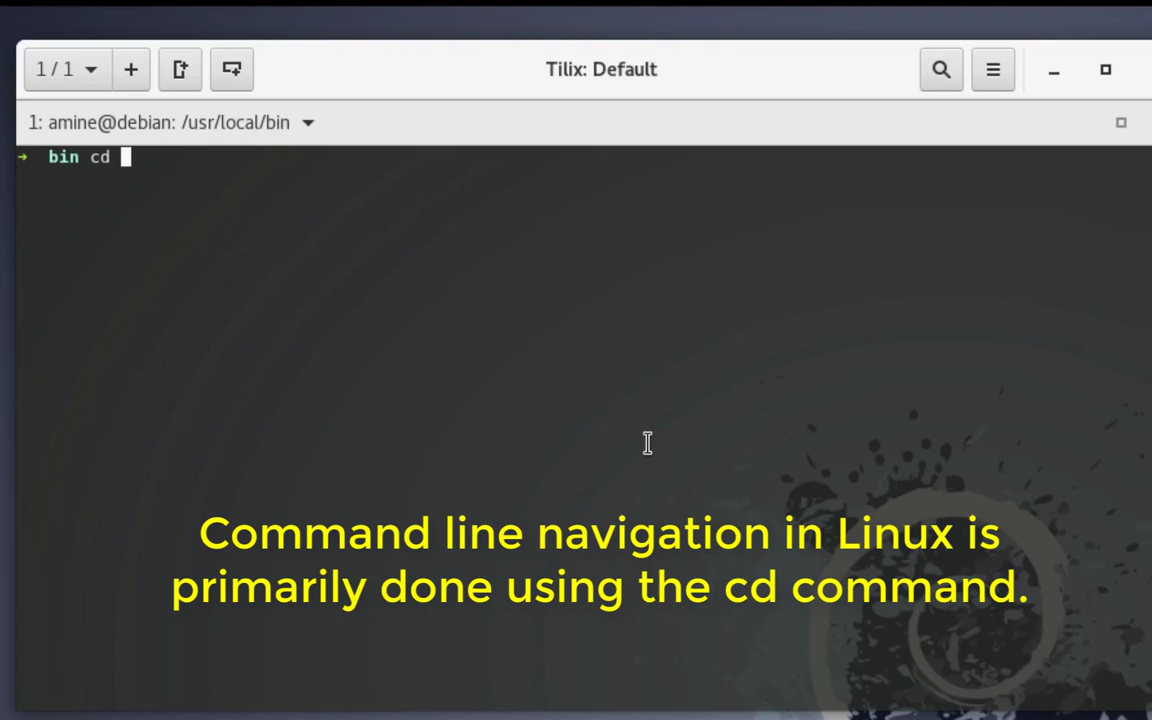 1 / 1
Tilix: Default
1: amine@debian: /usr/local/bin
➜ bin cd
Command line navigation in Linux is
primarily done using the cd command.